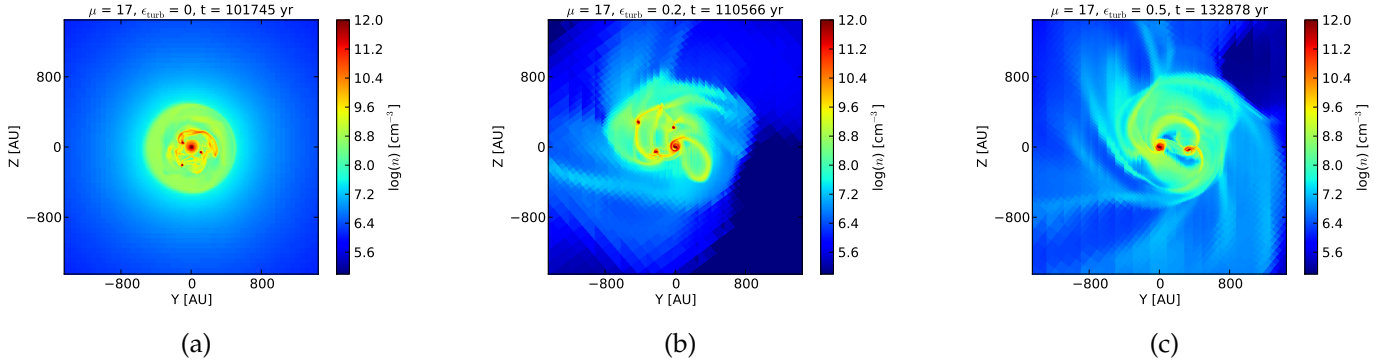 μ = 17, ϵ_turb = 0, t = 101745 yr
12.0
11.2
10.4
9.6
8.8
8.0
7.2
6.4
5.6
log(n) [cm⁻³]
800
0
−800
Z [AU]
−800 0 800
Y [AU]
(a)
μ = 17, ϵ_turb = 0.2, t = 110566 yr
12.0
11.2
10.4
9.6
8.8
8.0
7.2
6.4
5.6
log(n) [cm⁻³]
800
0
−800
Z [AU]
−800 0 800
Y [AU]
(b)
μ = 17, ϵ_turb = 0.5, t = 132878 yr
12.0
11.2
10.4
9.6
8.8
8.0
7.2
6.4
5.6
log(n) [cm⁻³]
800
0
−800
Z [AU]
−800 0 800
Y [AU]
(c)